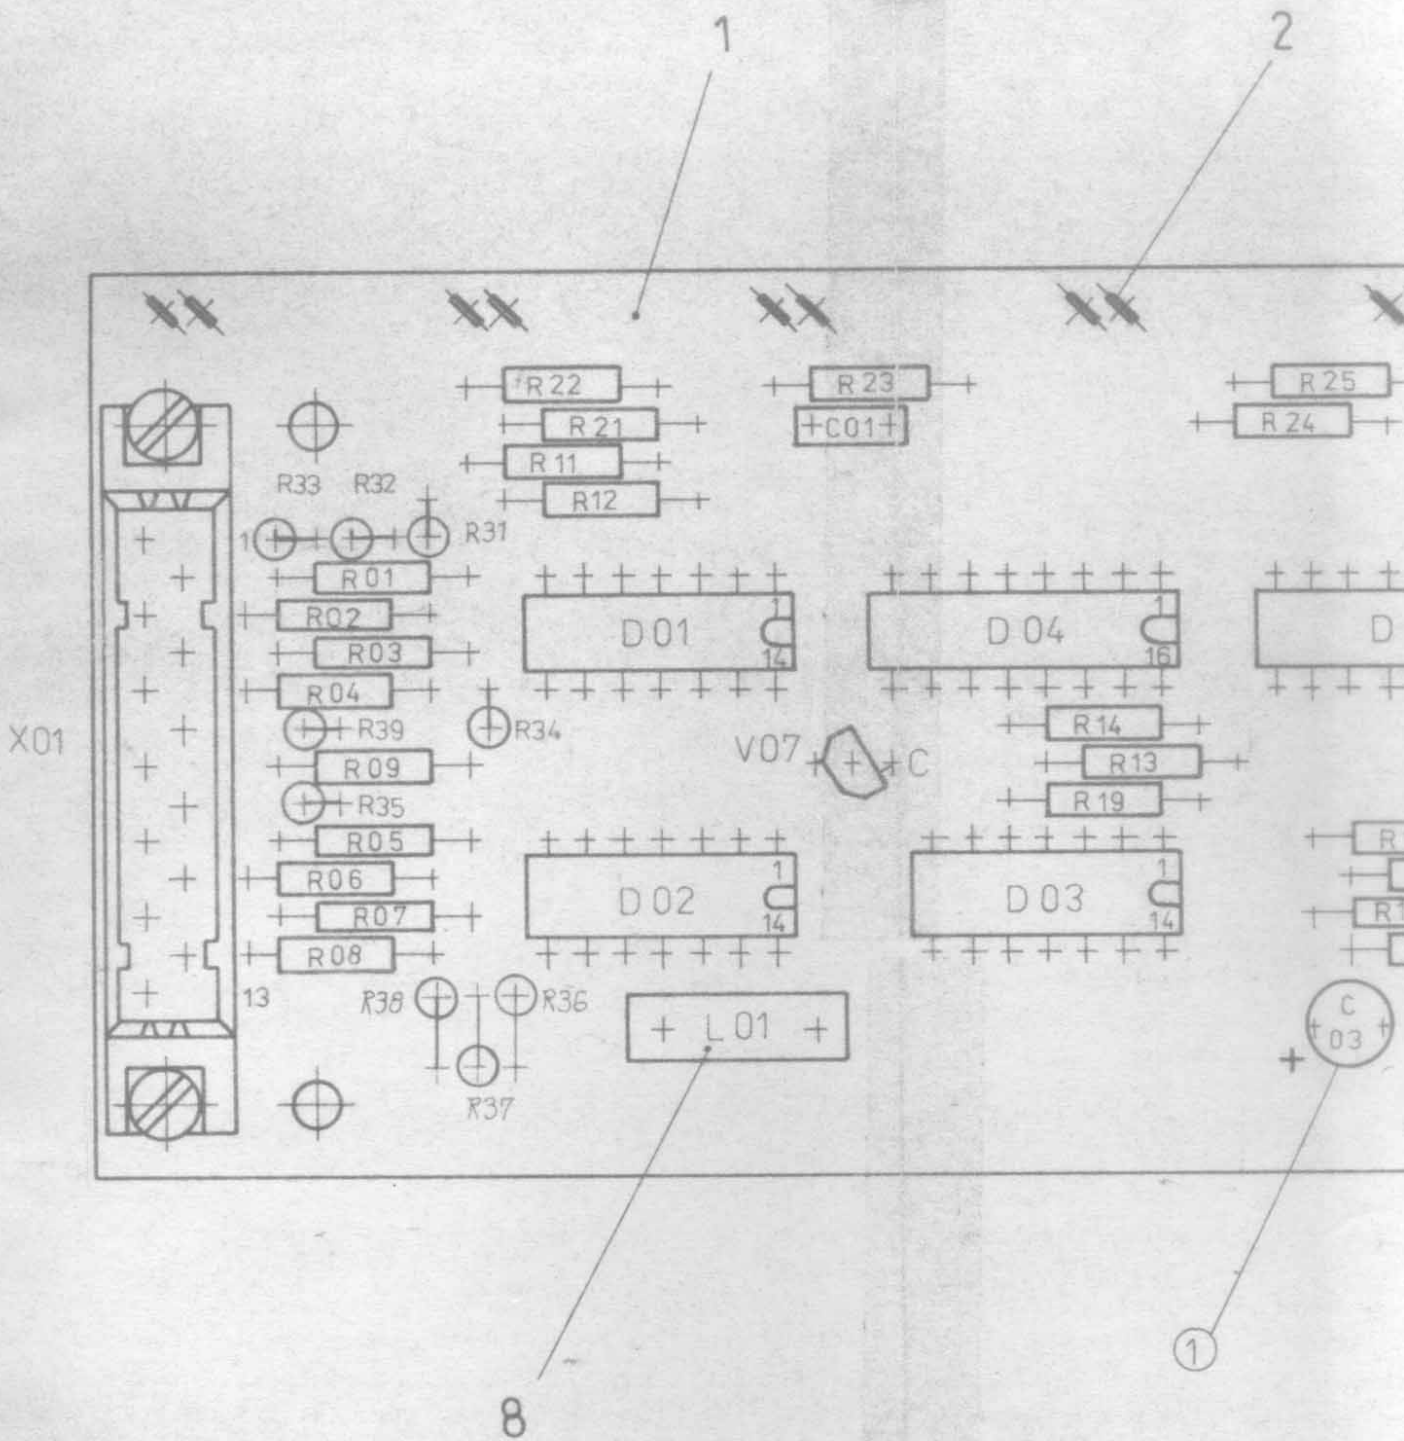 1 2
R22 R23 R25
R21 C01 R24
R11
R33 R32 R12
1 R31
R01
R02 D01 1 14 D04 1 16 D
R03
R04
X01 R39 R34 R14
R09 V07 C R13
R35 R19
R05 R
R06 D02 1 14 D03 1 14
R07 R1
R08
13 R38 R36 C
L01 + 03
R37
1
8